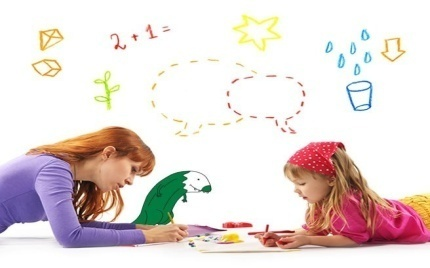 2 + 1 =